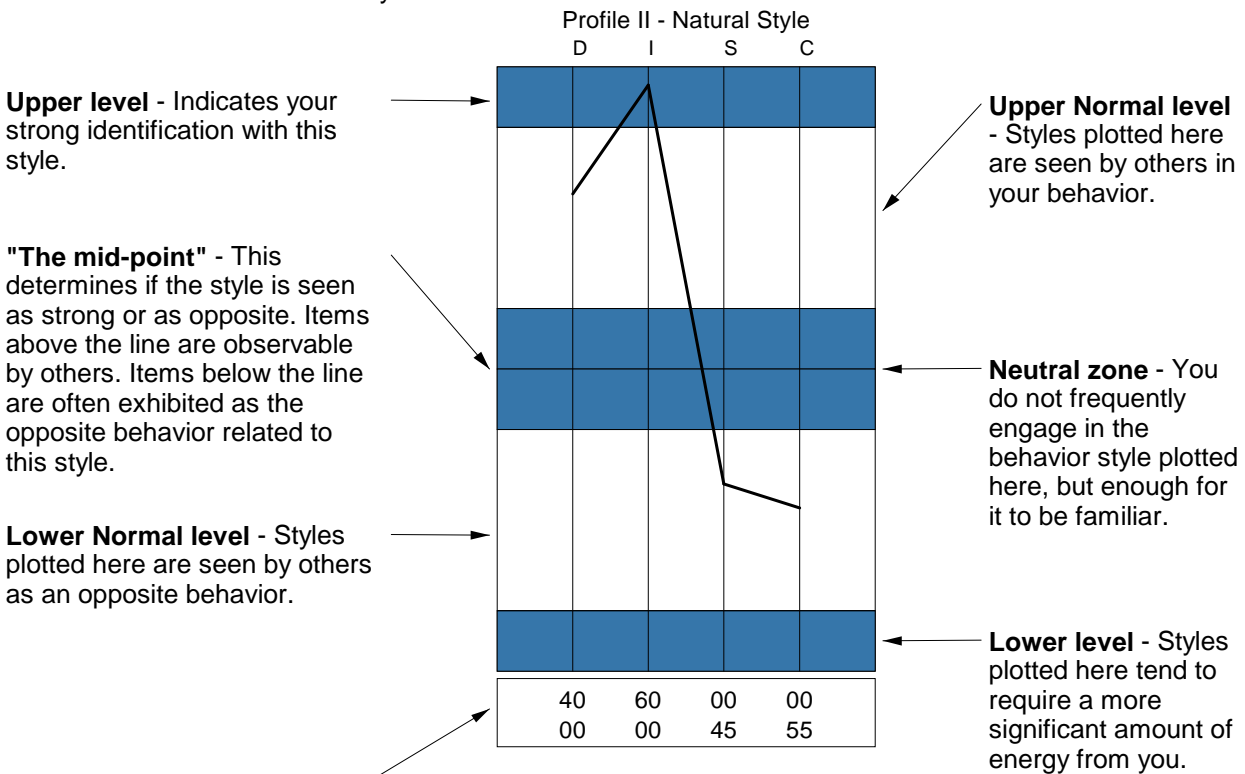 Profile II - Natural Style
D I S C
Upper level - Indicates your
strong identification with this
style.
"The mid-point" - This
determines if the style is seen
as strong or as opposite. Items
above the line are observable
by others. Items below the line
are often exhibited as the
opposite behavior related to
this style.
Lower Normal level - Styles
plotted here are seen by others
as an opposite behavior.
Upper Normal level
- Styles plotted here
are seen by others in
your behavior.
Neutral zone - You
do not frequently
engage in the
behavior style plotted
here, but enough for
it to be familiar.
Lower level - Styles
plotted here tend to
require a more
significant amount of
energy from you.
40 60 00 00
00 00 45 55